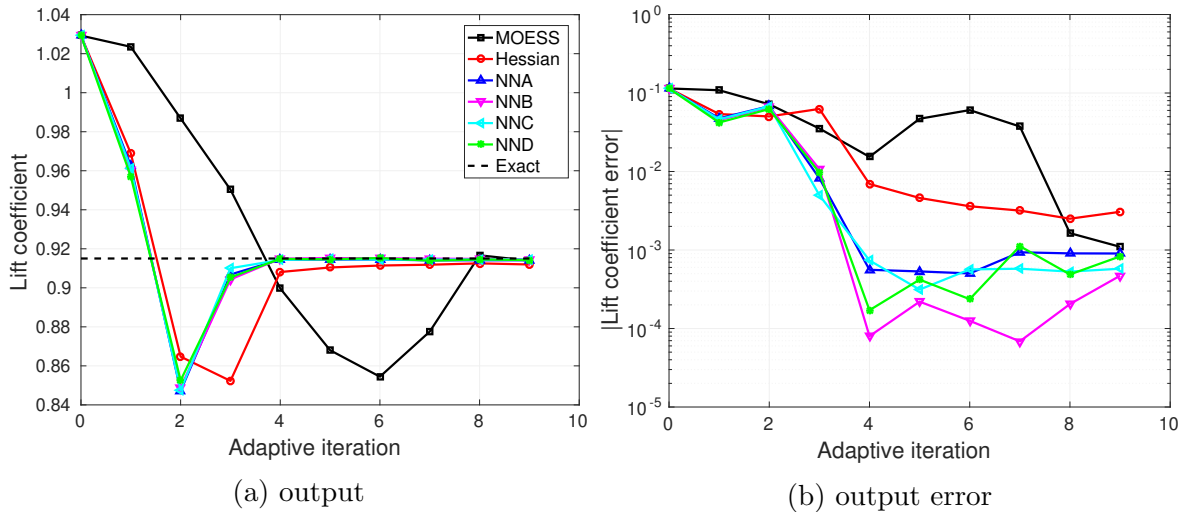 1.04
1.02
1
0.98
0.96
0.94
0.92
0.9
0.88
0.86
0.84
Lift coefficient
0 2 4 6 8 10
Adaptive iteration
MOESS
Hessian
NNA
NNB
NNC
NND
Exact
(a) output
10^0
10^-1
10^-2
10^-3
10^-4
10^-5
|Lift coefficient error|
0 2 4 6 8 10
Adaptive iteration
(b) output error